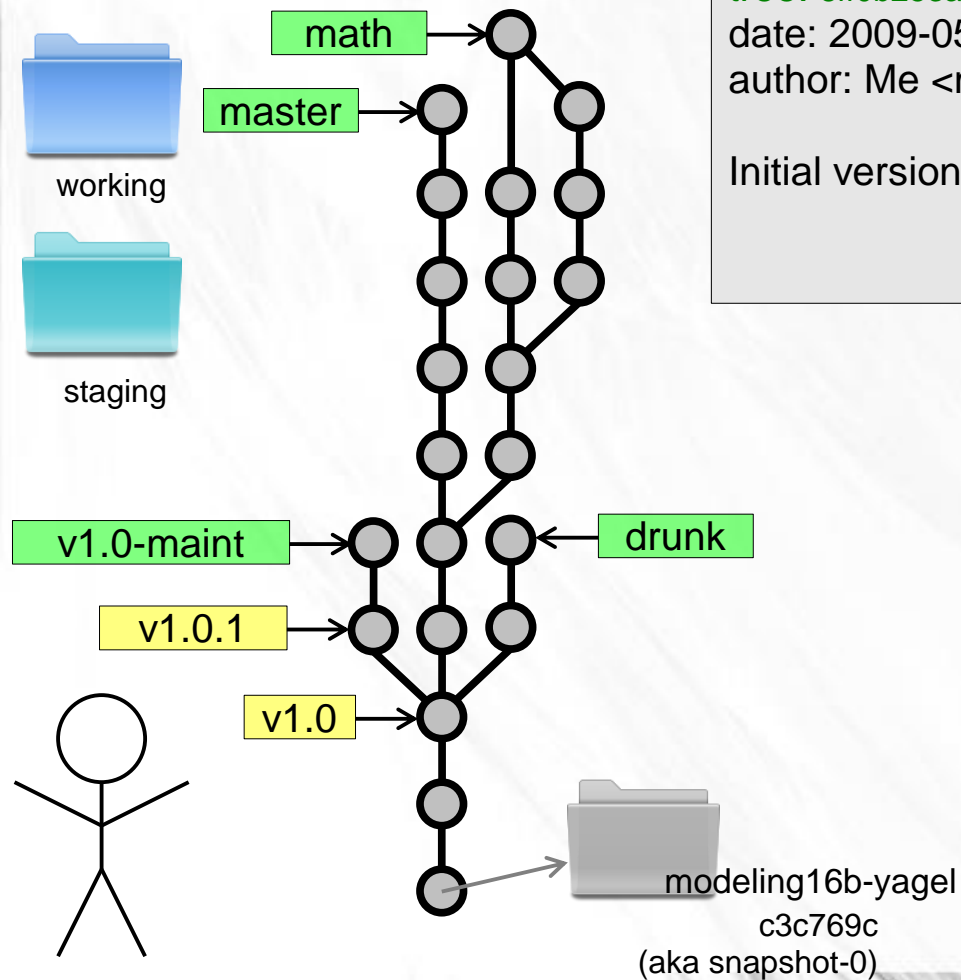 date: 2009-05
author: Me <
Initial version
math
master
working
staging
v1.0-maint
drunk
v1.0.1
v1.0
modeling16b-yagel
c3c769c
(aka snapshot-0)